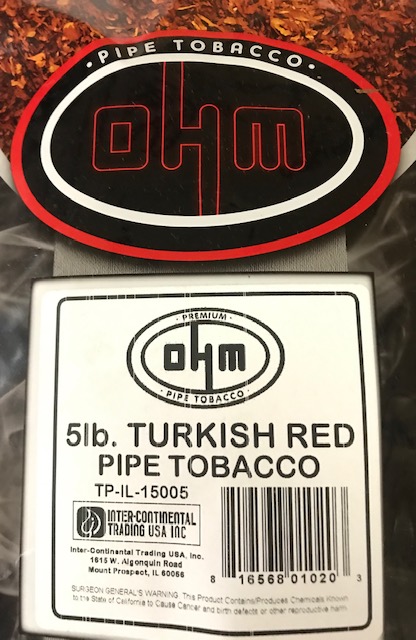 · PIPE TOBACCO ·
ohm
· PREMIUM ·
ohm
· PIPE TOBACCO ·
5lb. TURKISH RED
PIPE TOBACCO
TP-IL-15005
INTER-CONTINENTAL
TRADING USA INC
Inter-Continental Trading USA, Inc.
1615 W. Algonquin Road
Mount Prospect, IL 60056
8 16568 01020 3
SURGEON GENERAL'S WARNING: This Product Contains/Produces Chemicals Known
to the State of California to Cause Cancer and birth defects or other reproductive harm